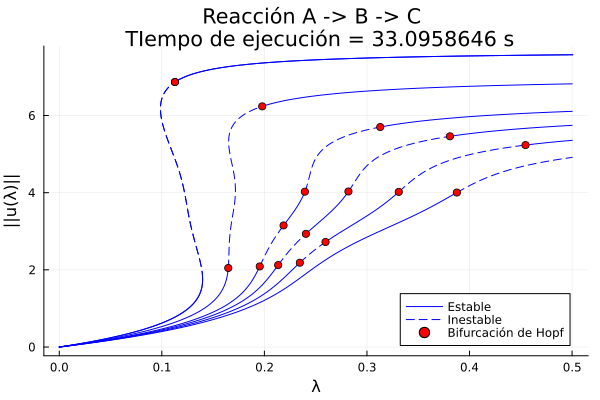 Reacción A -> B -> C
TIempo de ejecución = 33.0958646 s
||u(λ)||
6
4
2
0
0.0 0.1 0.2 0.3 0.4 0.5
λ
Estable
Inestable
Bifurcación de Hopf